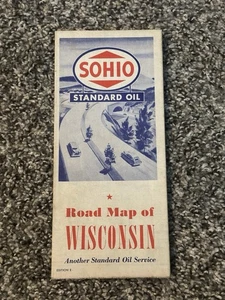 SOHIO
STANDARD OIL
Road Map of
WISCONSIN
Another Standard Oil Service